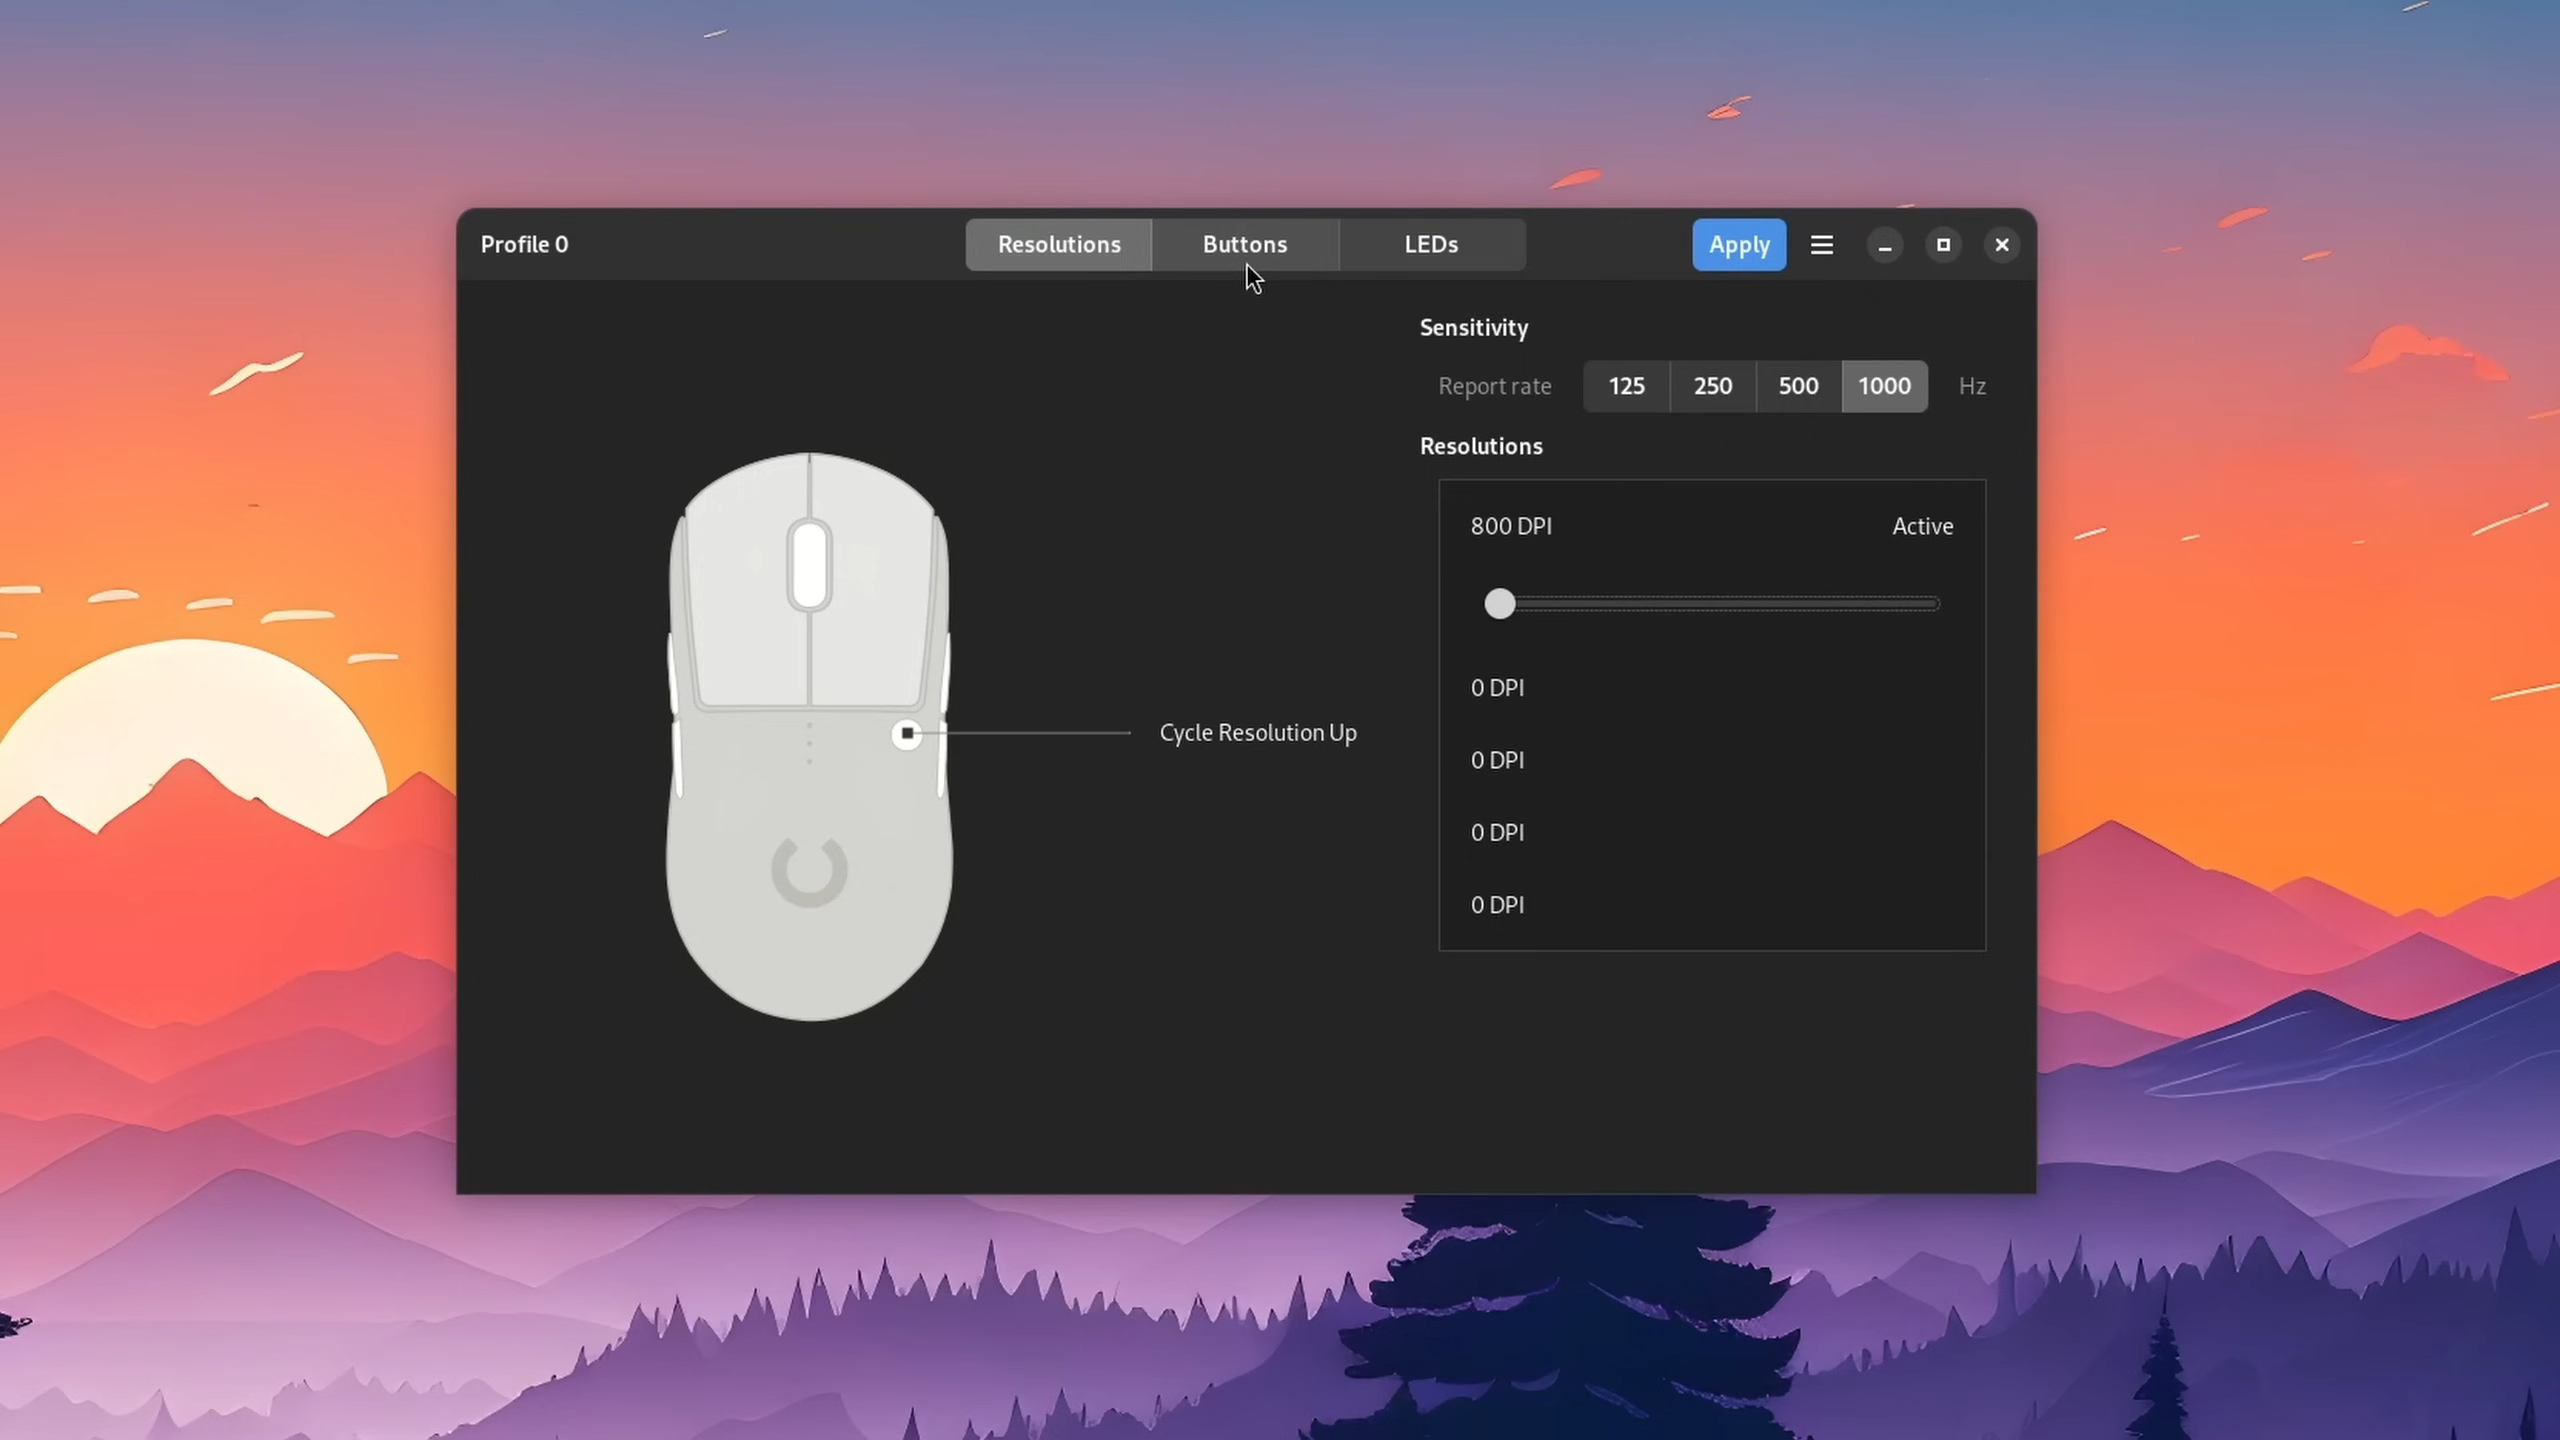 Profile 0
Resolutions
Buttons
LEDs
Apply
Sensitivity
Report rate 125 250 500 1000 Hz
Resolutions
800 DPI Active
0 DPI
Cycle Resolution Up
0 DPI
0 DPI
0 DPI